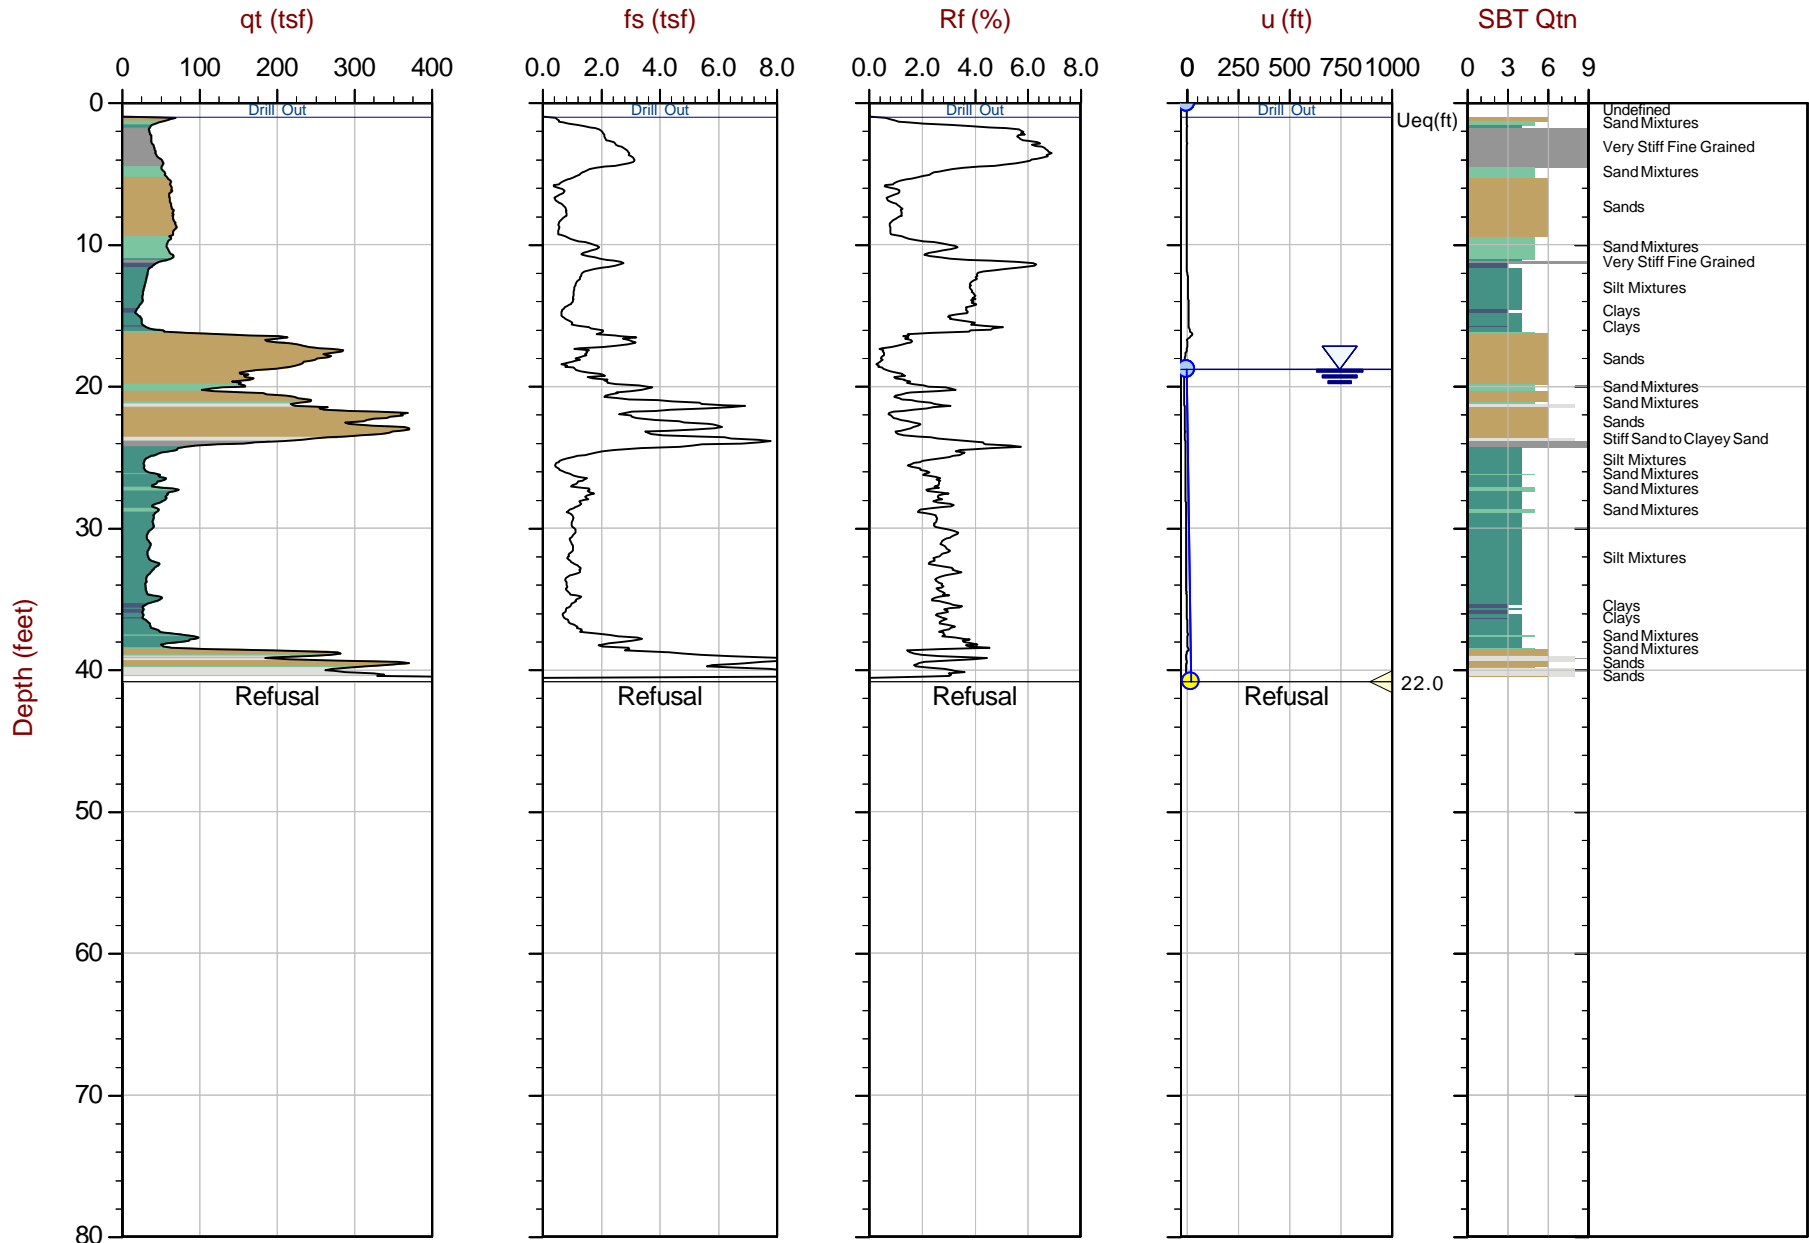 qt (tsf) fs (tsf) Rf (%) u (ft) SBT Qtn
0 100 200 300 400 0.0 2.0 4.0 6.0 8.0 0.0 2.0 4.0 6.0 8.0 0 250 500 750 1000 0 3 6 9
0
10
20
30
40
50
60
70
80
Depth (feet)
Drill Out
Refusal
Refusal
Refusal
Drill Out
Refusal
Ueq(ft)
22.0
Undefined
Sand Mixtures
Very Stiff Fine Grained
Sand Mixtures
Sands
Sand Mixtures
Very Stiff Fine Grained
Silt Mixtures
Clays
Clays
Sands
Sand Mixtures
Sand Mixtures
Sands
Stiff Sand to Clayey Sand
Silt Mixtures
Sand Mixtures
Sand Mixtures
Sand Mixtures
Silt Mixtures
Clays
Clays
Sand Mixtures
Sand Mixtures
Sands
Sands